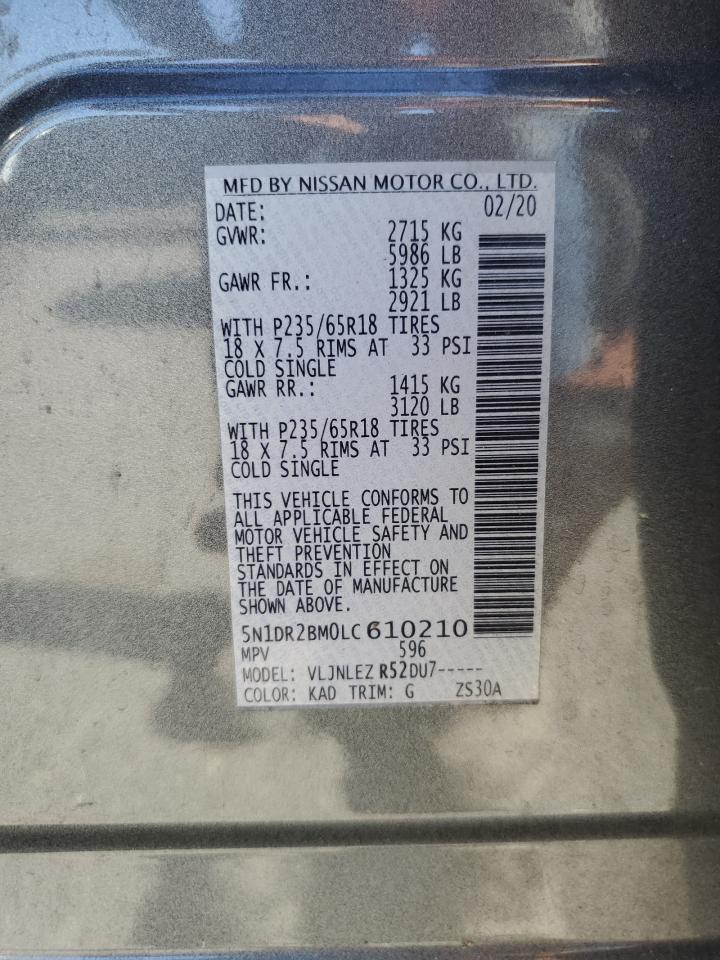 MFD BY NISSAN MOTOR CO., LTD.
DATE: 02/20
GVWR: 2715 KG
5986 LB
GAWR FR.: 1325 KG
2921 LB
WITH P235/65R18 TIRES
18 X 7.5 RIMS AT 33 PSI
COLD SINGLE
GAWR RR.: 1415 KG
3120 LB
WITH P235/65R18 TIRES
18 X 7.5 RIMS AT 33 PSI
COLD SINGLE
THIS VEHICLE CONFORMS TO
ALL APPLICABLE FEDERAL
MOTOR VEHICLE SAFETY AND
THEFT PREVENTION
STANDARDS IN EFFECT ON
THE DATE OF MANUFACTURE
SHOWN ABOVE.
5N1DR2BM0LC610210
MPV 596
MODEL: VLJNLEZ R52DU7-----
COLOR: KAD TRIM: G ZS30A